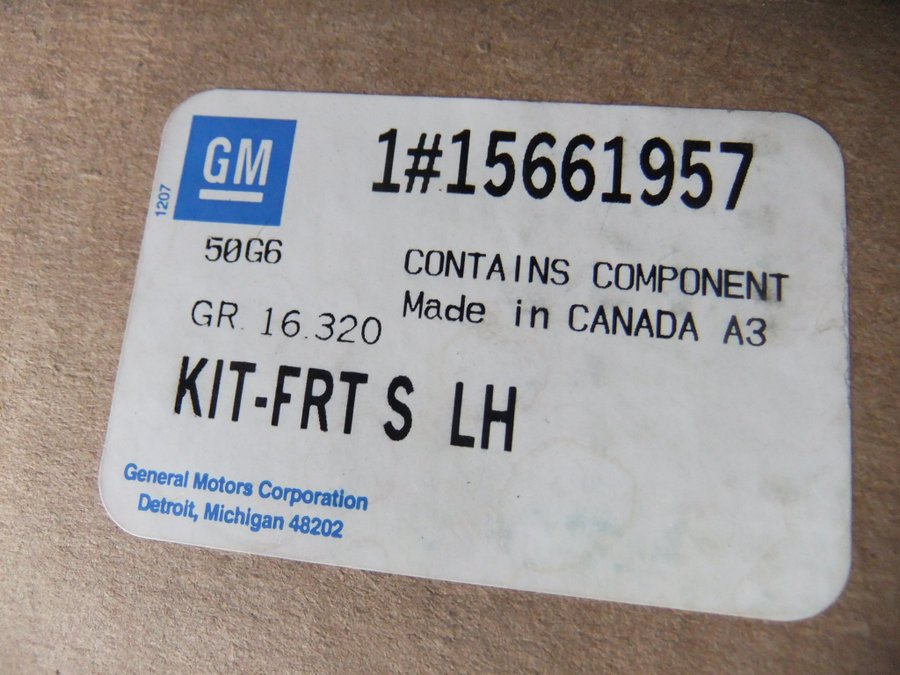 GM
1#15661957
1207
50G6
CONTAINS COMPONENT
Made in CANADA A3
GR. 16.320
KIT-FRT S LH
General Motors Corporation
Detroit, Michigan 48202